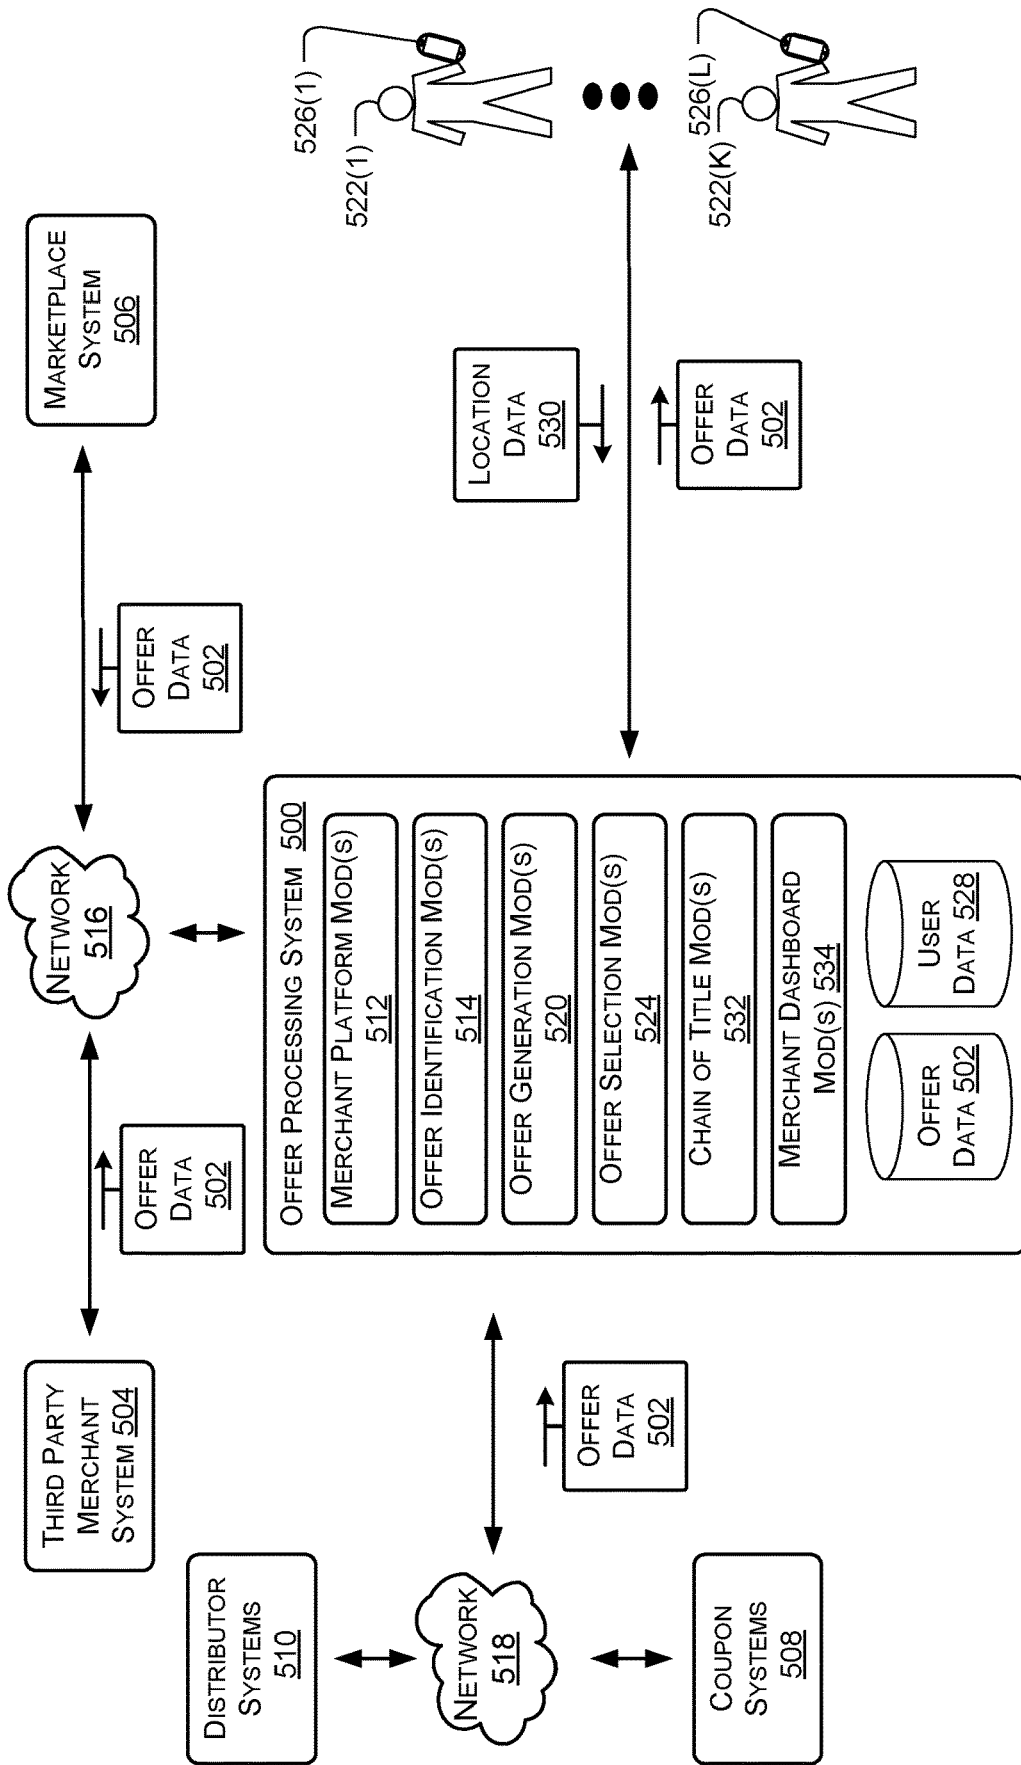 THIRD PARTY
MERCHANT
SYSTEM 504
OFFER
DATA
502
NETWORK
516
OFFER
DATA
502
MARKETPLACE
SYSTEM
506
DISTRIBUTOR
SYSTEMS
510
NETWORK
518
COUPON
SYSTEMS
508
OFFER
DATA
502
OFFER PROCESSING SYSTEM 500
MERCHANT PLATFORM MOD(S)
512
OFFER IDENTIFICATION MOD(S)
514
OFFER GENERATION MOD(S)
520
OFFER SELECTION MOD(S)
524
CHAIN OF TITLE MOD(S)
532
MERCHANT DASHBOARD
MOD(S) 534
OFFER
DATA 502
USER
DATA 528
LOCATION
DATA
530
OFFER
DATA
502
526(1)
522(1)
526(L)
522(K)